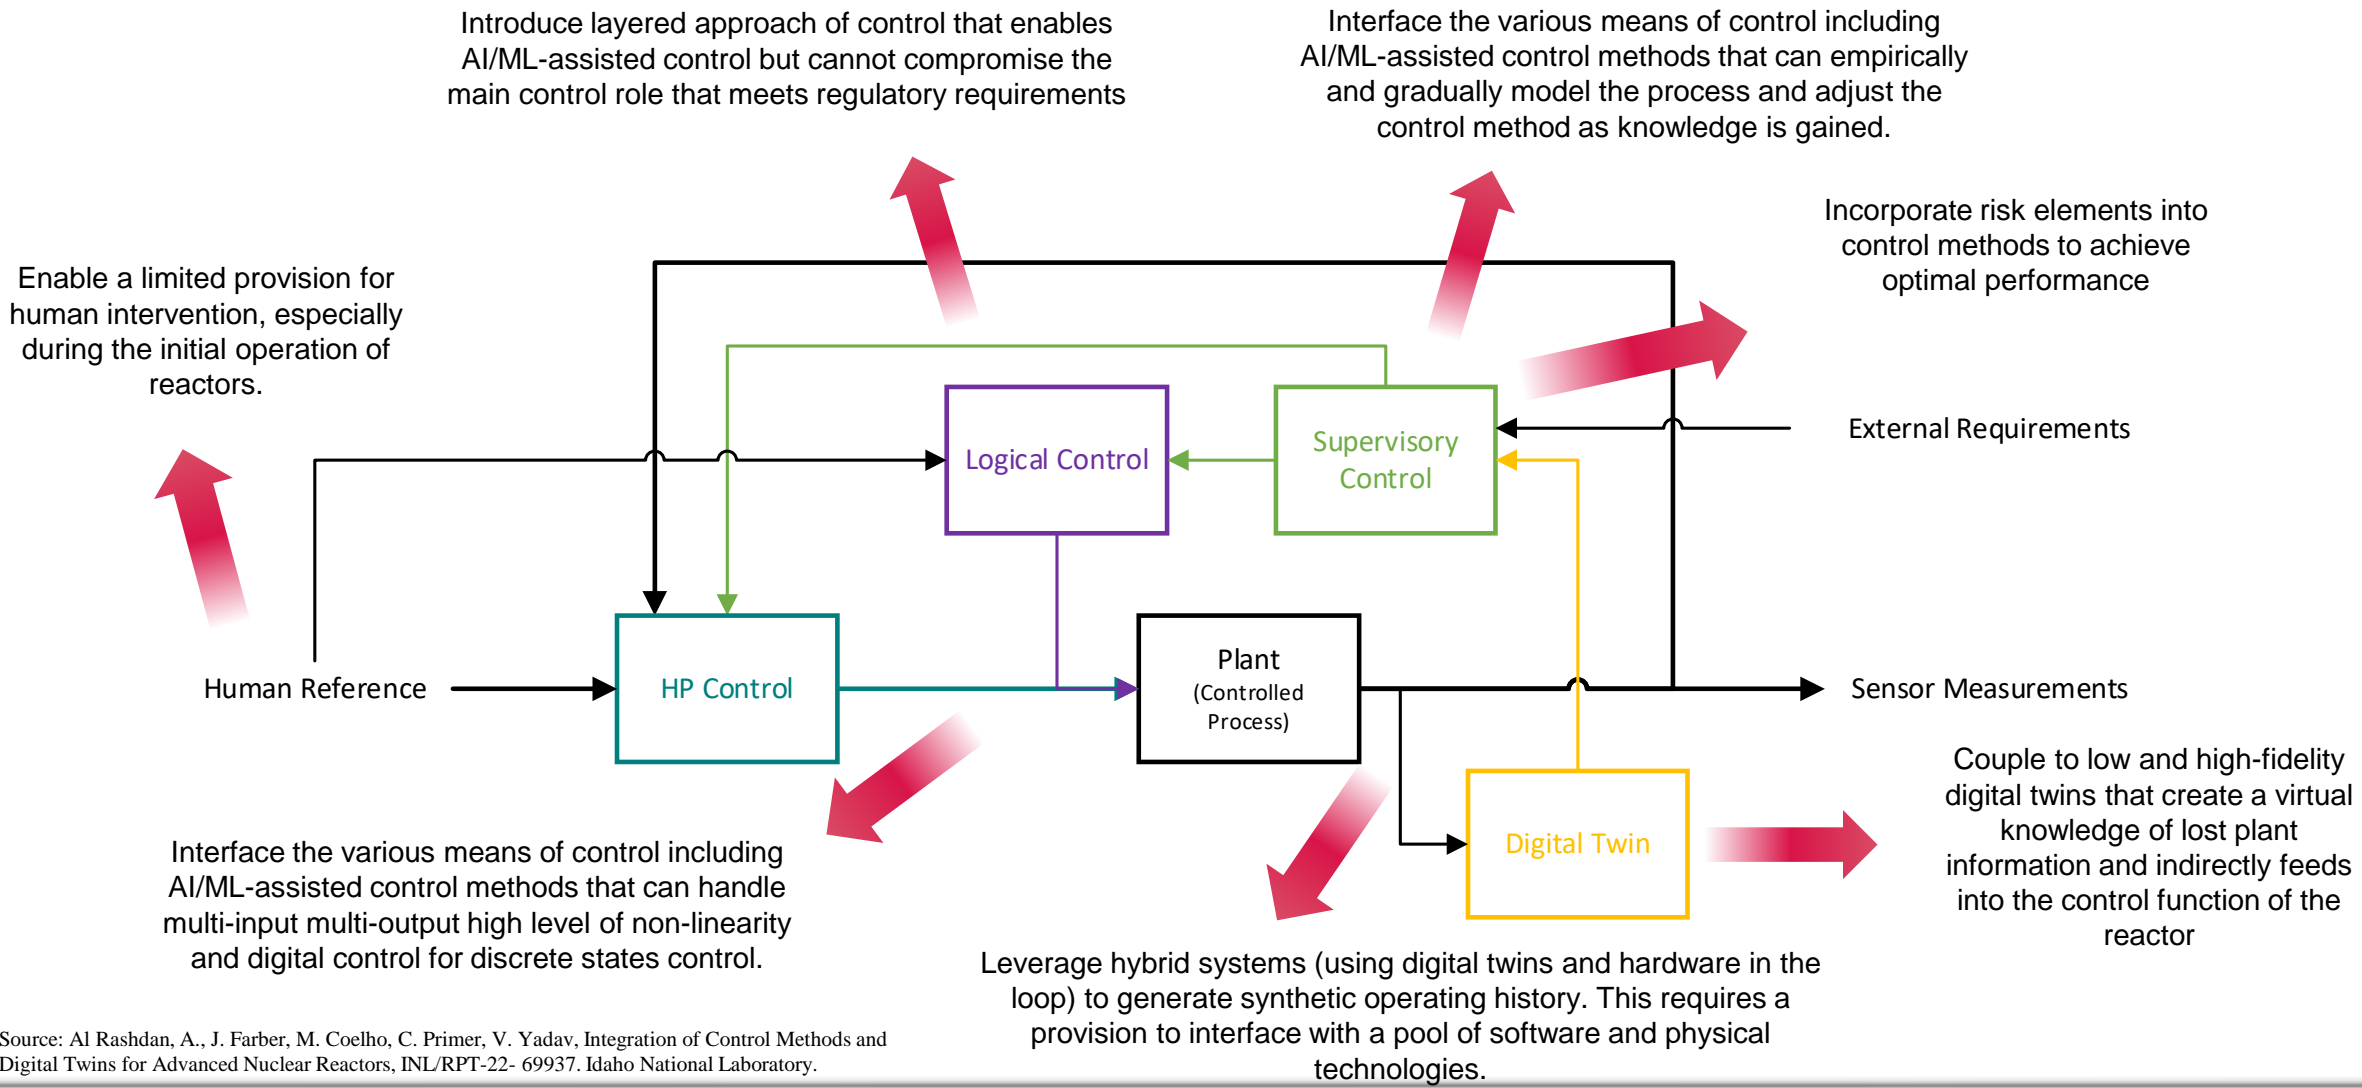 Introduce layered approach of control that enables
AI/ML-assisted control but cannot compromise the
main control role that meets regulatory requirements
Interface the various means of control including
AI/ML-assisted control methods that can empirically
and gradually model the process and adjust the
control method as knowledge is gained.
Incorporate risk elements into
control methods to achieve
optimal performance
Enable a limited provision for
human intervention, especially
during the initial operation of
reactors.
Logical Control
Supervisory
Control
External Requirements
Human Reference
HP Control
Plant
(Controlled
Process)
Sensor Measurements
Digital Twin
Couple to low and high-fidelity
digital twins that create a virtual
knowledge of lost plant
information and indirectly feeds
into the control function of the
reactor
Interface the various means of control including
AI/ML-assisted control methods that can handle
multi-input multi-output high level of non-linearity
and digital control for discrete states control.
Leverage hybrid systems (using digital twins and hardware in the
loop) to generate synthetic operating history. This requires a
provision to interface with a pool of software and physical
technologies.
Source: Al Rashdan, A., J. Farber, M. Coelho, C. Primer, V. Yadav, Integration of Control Methods and
Digital Twins for Advanced Nuclear Reactors, INL/RPT-22- 69937. Idaho National Laboratory.